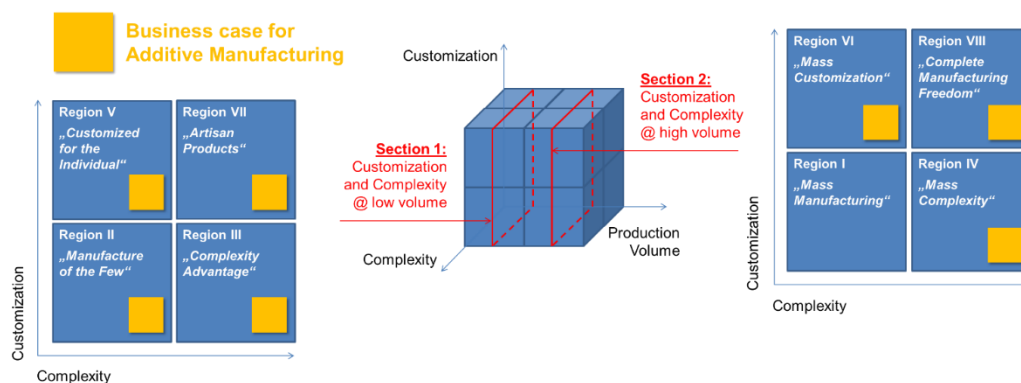 Business case for
Additive Manufacturing
Customization
Region V
„Customized
for the
Individual“
Region VII
„Artisan
Products“
Region II
„Manufacture
of the Few“
Region III
„Complexity
Advantage“
Complexity
Customization
Section 1:
Customization
and Complexity
@ low volume
Section 2:
Customization
and Complexity
@ high volume
Production
Volume
Complexity
Customization
Region VI
„Mass
Customization“
Region VIII
„Complete
Manufacturing
Freedom“
Region I
„Mass
Manufacturing“
Region IV
„Mass
Complexity“
Complexity